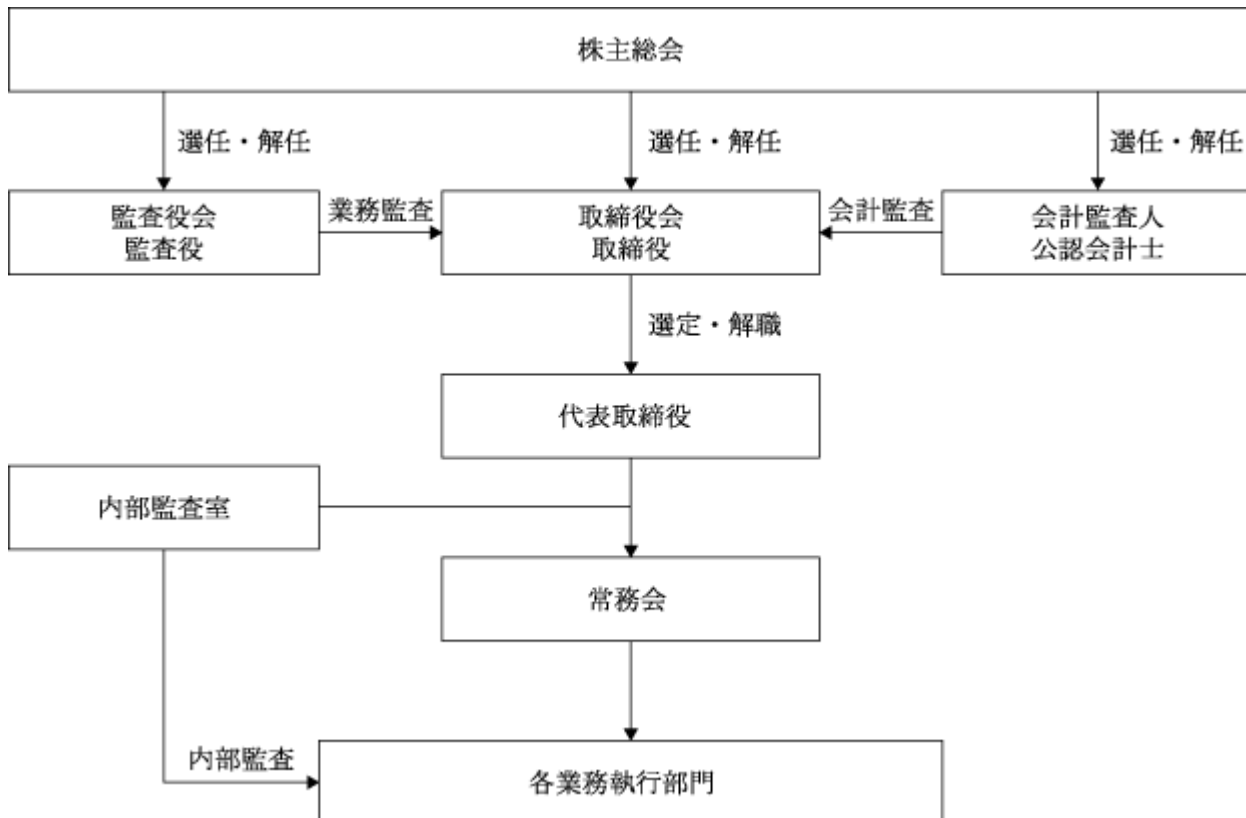 株主総会
選任・解任
選任・解任
選任・解任
監査役会
監査役
業務監査
取締役会
取締役
会計監査
会計監査人
公認会計士
選定・解職
代表取締役
内部監査室
常務会
内部監査
各業務執行部門